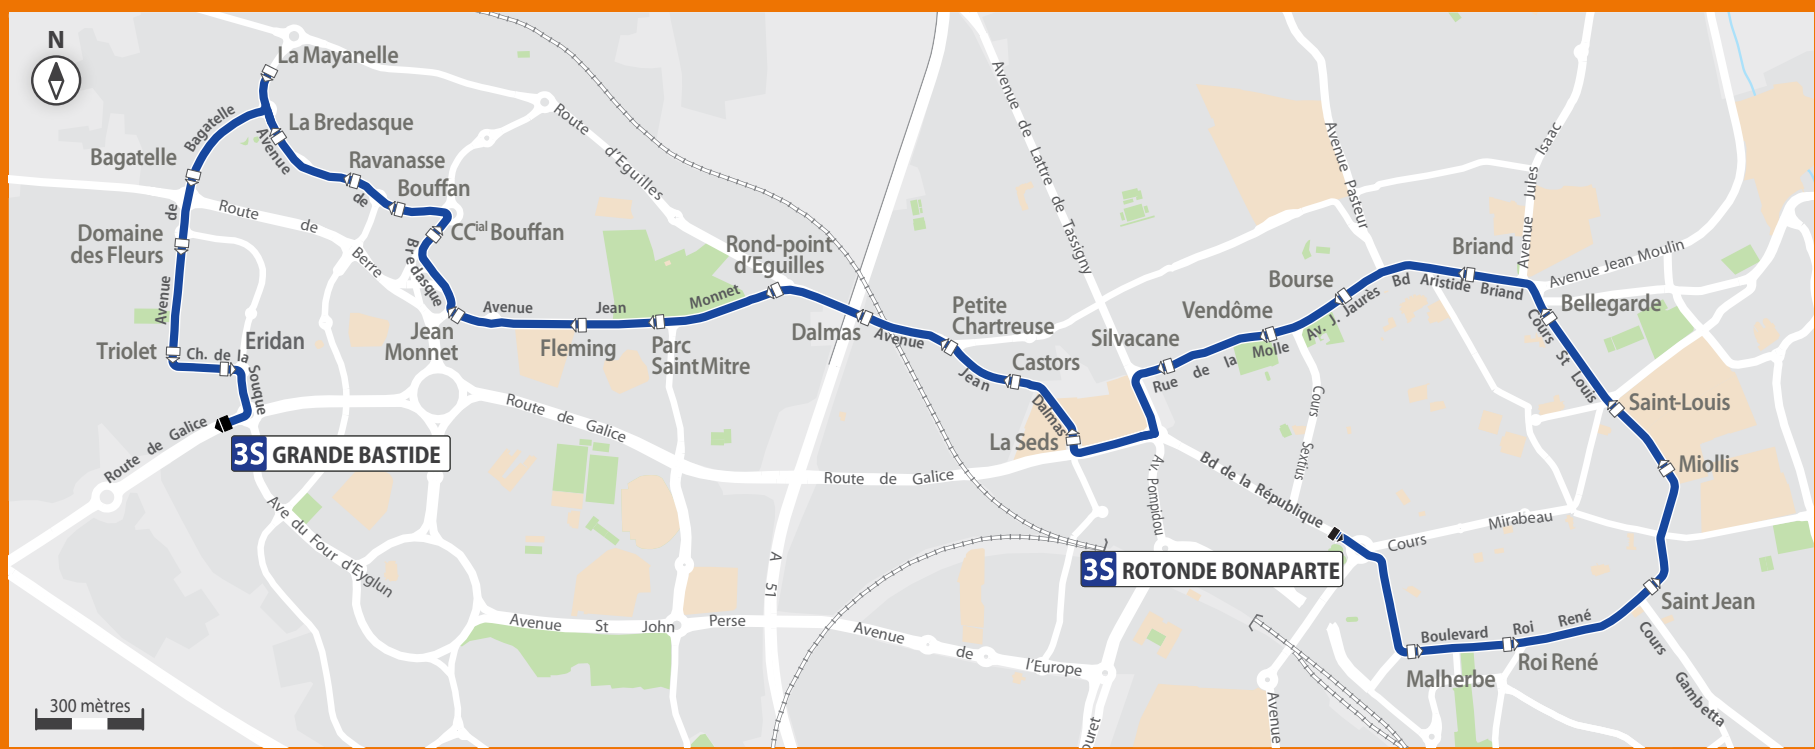 N
La Mayanelle
Bagatelle
La Bredasque
Avenue
Bagatelle
Ravanasse
de
Bouffan
de
Route de
Berre
CCial Bouffan
Domaine
des Fleurs
Bredasque
Avenue
Triolet
Ch. de la
Souque
Eridan
Jean
Monnet
Avenue Jean Monnet
Fleming
Parc
Saint Mitre
Route d'Eguilles
Rond-point
d'Eguilles
Dalmas
Avenue
Jean
Dalmas
Petite
Chartreuse
Castors
La Seds
Avenue de Lattre de Tassigny
Silvacane
Rue de la Molle
Vendôme
Bourse
Av. J. Jaurès
Bd Aristide Briand
Briand
Avenue Pasteur
Avenue Jules Isaac
Avenue Jean Moulin
Bellegarde
Cours St Louis
Saint-Louis
Miollis
Cours Sextius
Bd de la République
Av. Pompidou
Cours Mirabeau
Route de Galice
3S GRANDE BASTIDE
Route de Galice
Route de Galice
Ave du Four d'Eyglun
A 51
3S ROTONDE BONAPARTE
Saint Jean
Boulevard Roi René
Roi René
Malherbe
Cours Gambetta
Avenue St John Perse
Avenue de l'Europe
Avenue
ouret
300 mètres